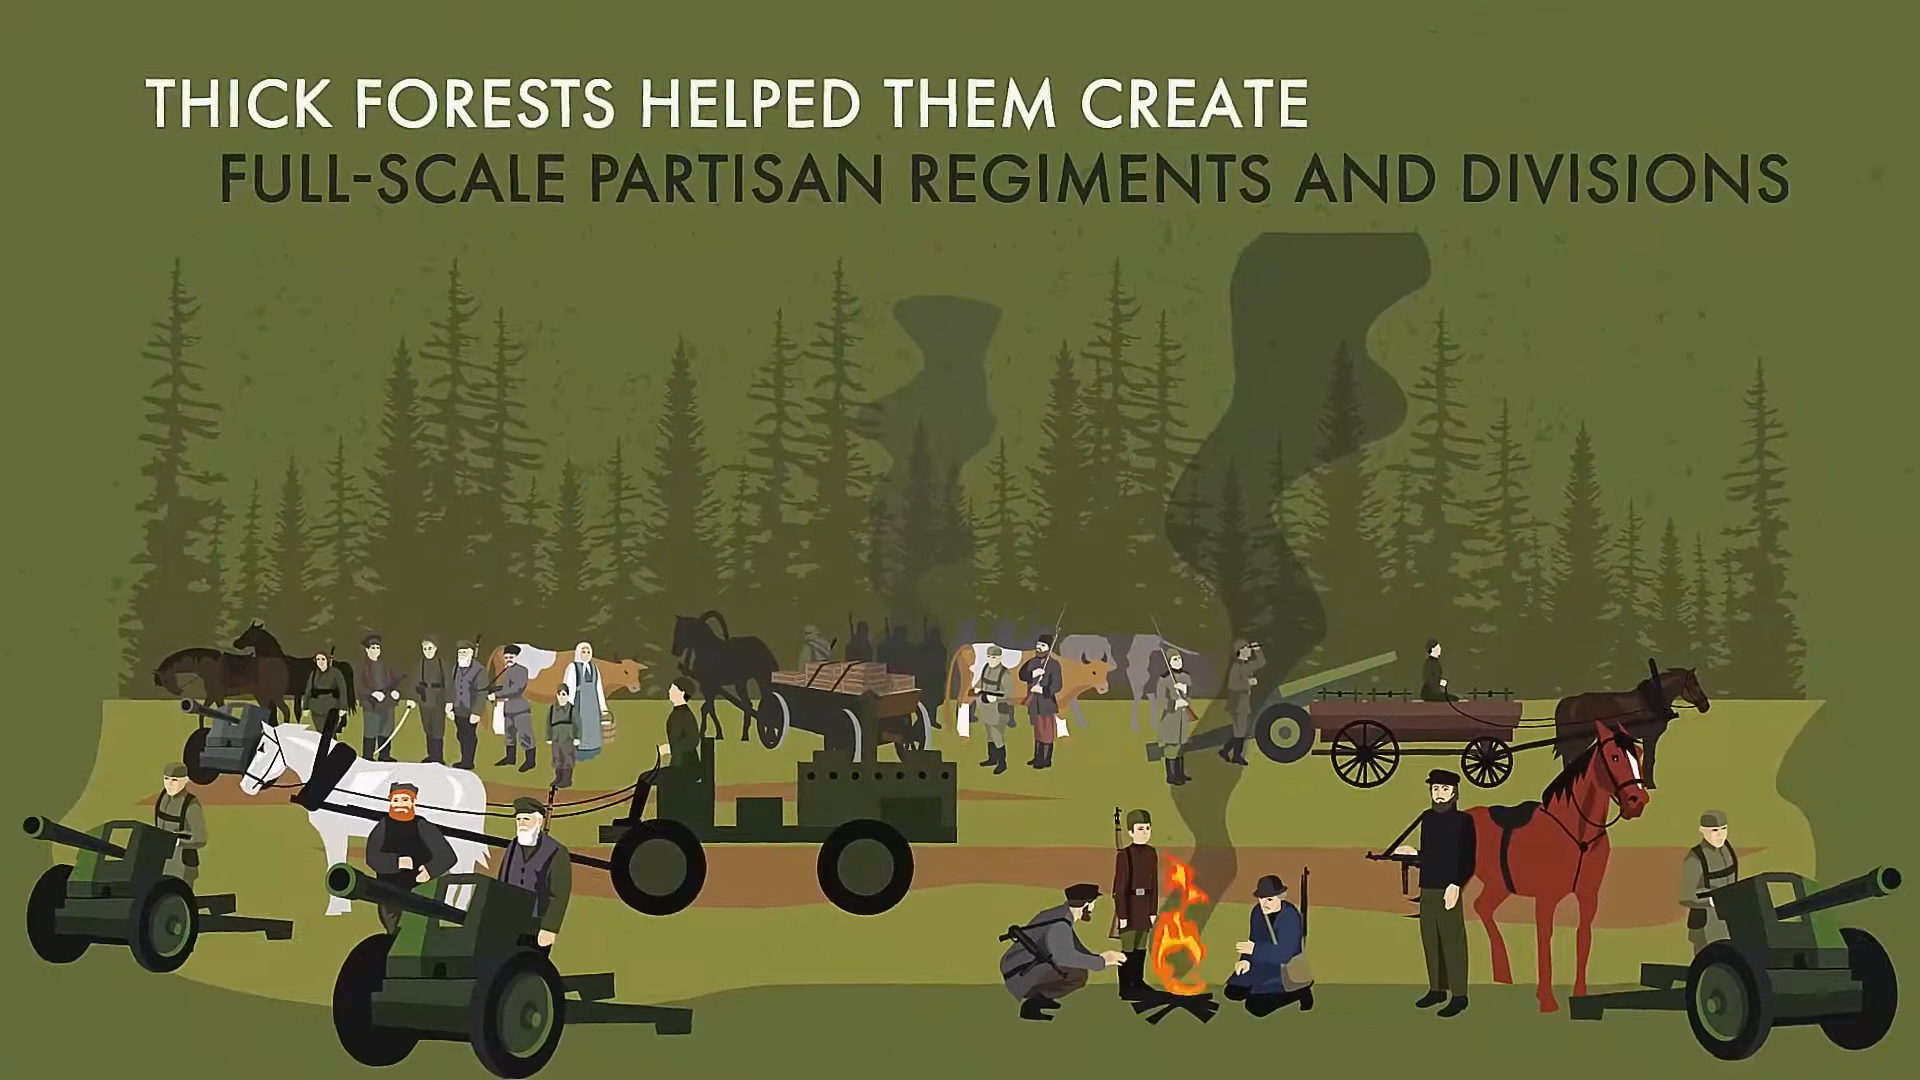 THICK FORESTS HELPED THEM CREATE
FULL-SCALE PARTISAN REGIMENTS AND DIVISIONS